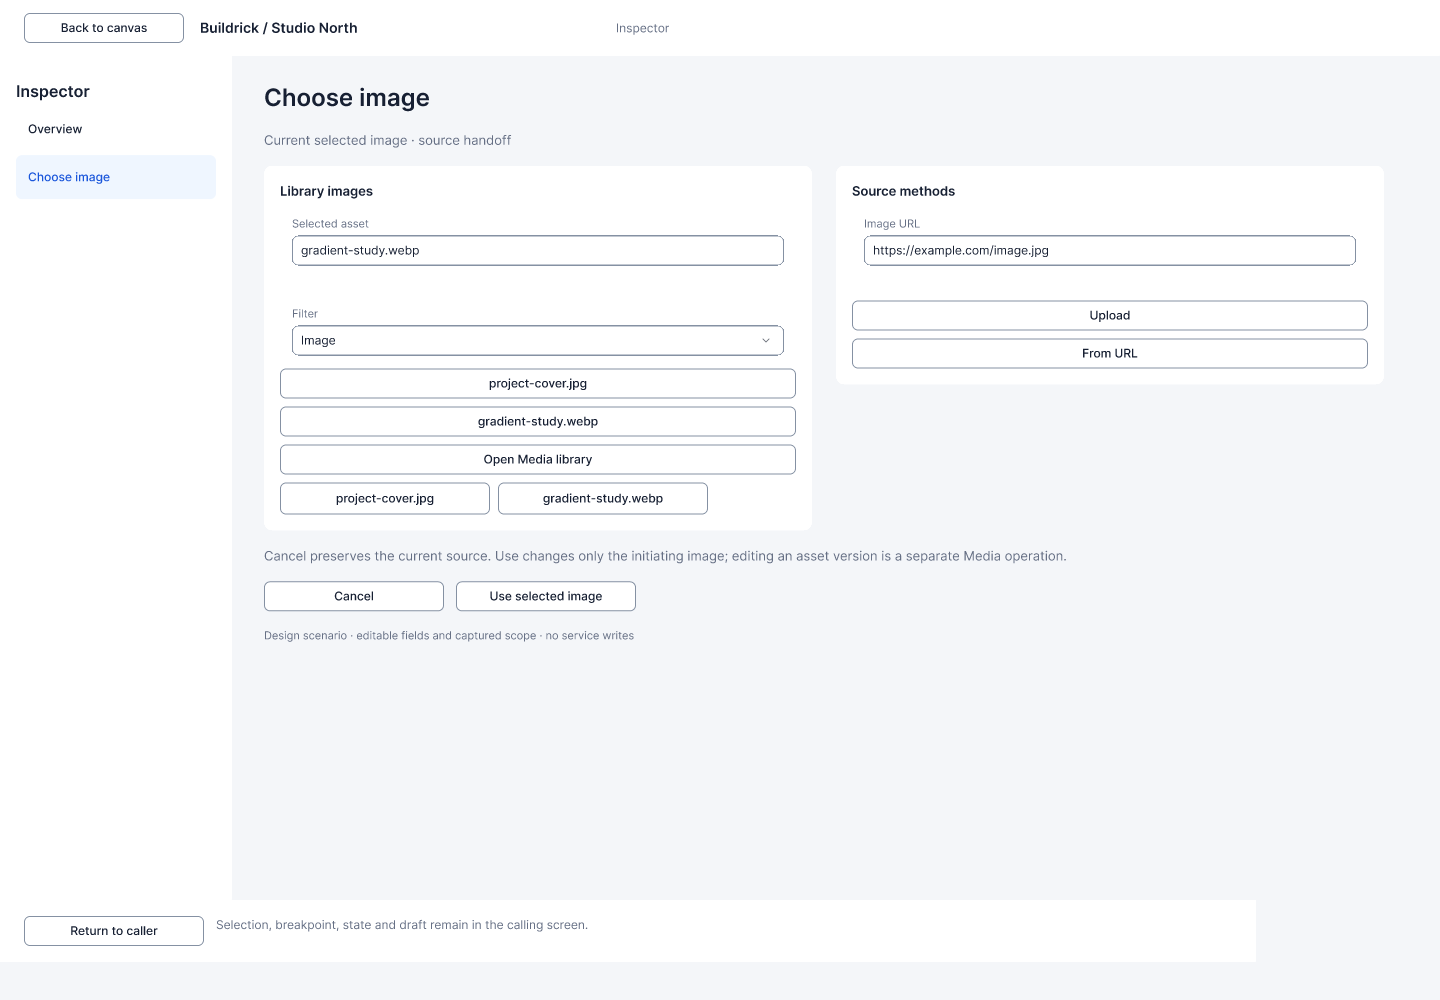 Back to canvas
Buildrick / Studio North
Inspector
Inspector
Overview
Choose image
Choose image
Current selected image · source handoff
Library images
Selected asset
gradient-study.webp
Filter
Image
project-cover.jpg
gradient-study.webp
Open Media library
project-cover.jpg
gradient-study.webp
Source methods
Image URL
https://example.com/image.jpg
Upload
From URL
Cancel preserves the current source. Use changes only the initiating image; editing an asset version is a separate Media operation.
Cancel
Use selected image
Design scenario · editable fields and captured scope · no service writes
Return to caller
Selection, breakpoint, state and draft remain in the calling screen.